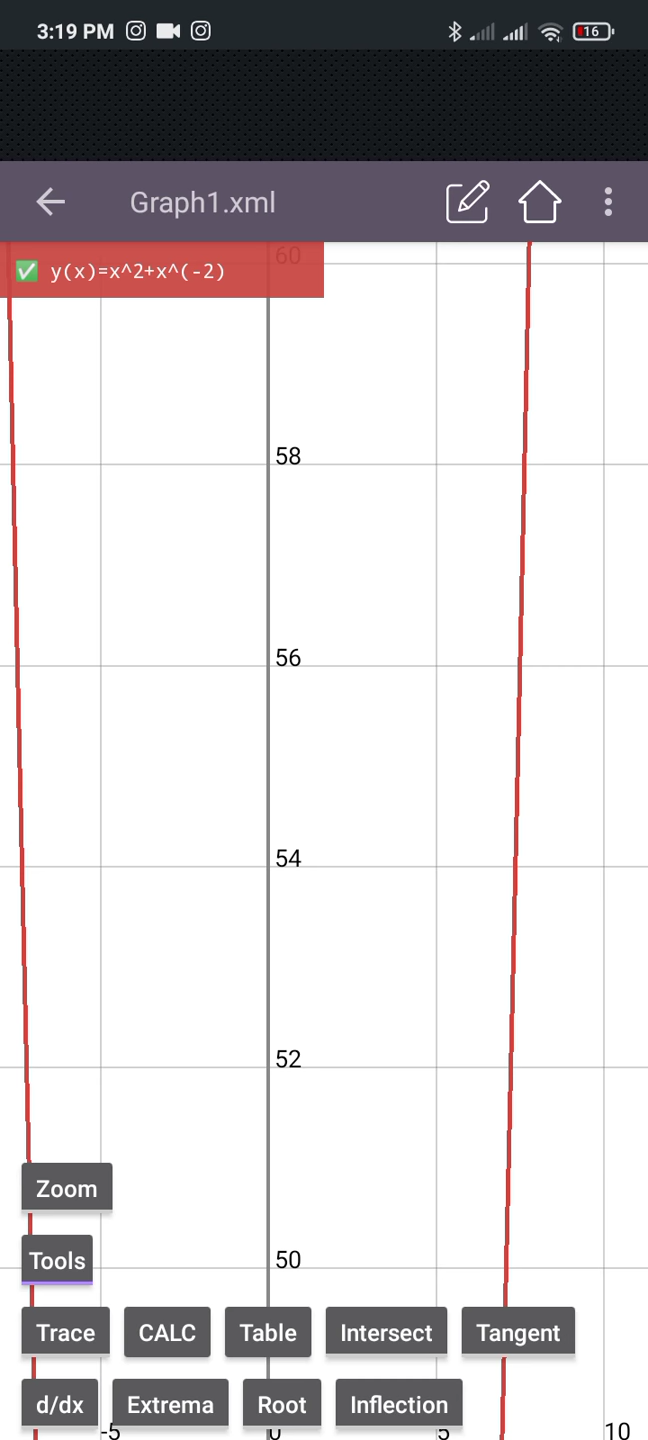 3:19 PM 16
Graph1.xml
60
✅ y(x)=x^2+x^(-2)
58
56
54
52
Zoom
50
Tools
Trace CALC Table Intersect Tangent
d/dx Extrema Root Inflection
-5 0 5 10